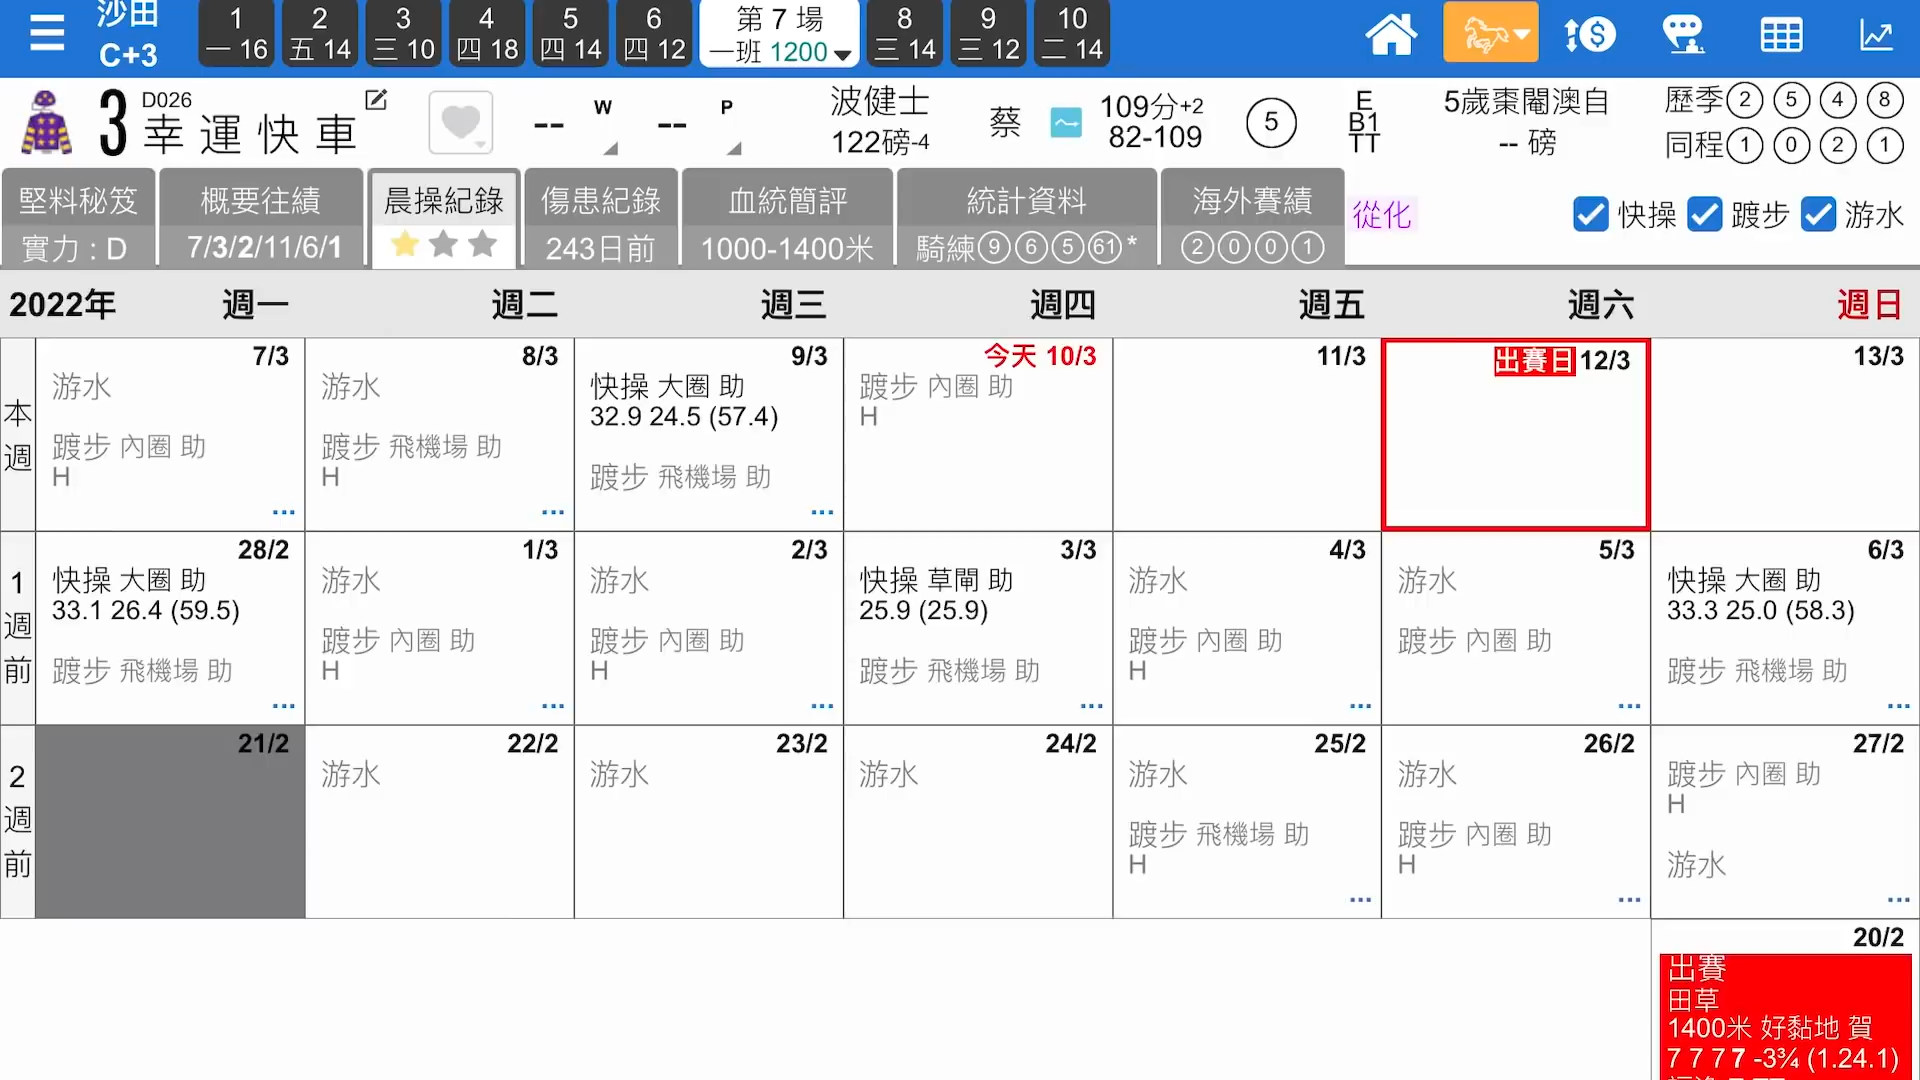 沙田
C+3
1
一 16
2
五 14
3
三 10
4
四 18
5
四 14
6
四 12
第 7 場
一班 1200
8
三 14
9
三 12
10
二 14
3
D026
幸運快車
-- W
-- P
波健士
122磅-4
蔡
109分+2
82-109
5
E
B1
TT
5歲棗閹澳自
-- 磅
歷季 2 5 4 8
同程 1 0 2 1
堅料秘笈
實力 : D
概要往績
7/3/2/11/6/1
晨操紀錄
傷患紀錄
243日前
血統簡評
1000-1400米
統計資料
騎練 9 6 5 61 *
海外賽績
2 0 0 1
從化
快操 踱步 游水
2022年 週一 週二 週三 週四 週五 週六 週日
本週
7/3
游水
踱步 內圈 助
H
...
8/3
游水
踱步 飛機場 助
H
...
9/3
快操 大圈 助
32.9 24.5 (57.4)
踱步 飛機場 助
...
今天 10/3
踱步 內圈 助
H
11/3
出賽日 12/3
13/3
1週前
28/2
快操 大圈 助
33.1 26.4 (59.5)
踱步 飛機場 助
...
1/3
游水
踱步 內圈 助
H
...
2/3
游水
踱步 內圈 助
H
...
3/3
快操 草閘 助
25.9 (25.9)
踱步 飛機場 助
...
4/3
游水
踱步 內圈 助
H
...
5/3
游水
踱步 內圈 助
...
6/3
快操 大圈 助
33.3 25.0 (58.3)
踱步 飛機場 助
...
2週前
21/2
22/2
游水
23/2
游水
24/2
游水
25/2
游水
踱步 飛機場 助
H
...
26/2
游水
踱步 內圈 助
H
...
27/2
踱步 內圈 助
H
游水
...
20/2
出賽
田草
1400米 好黏地 賀
7 7 7 7 -3¾ (1.24.1)